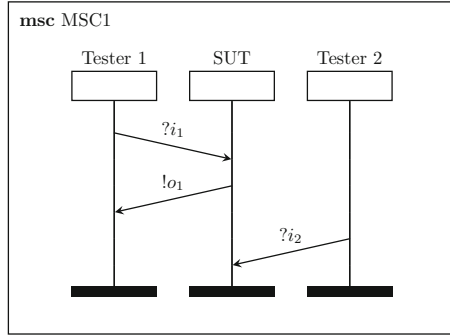 msc MSC1
Tester 1 SUT Tester 2
?i₁
!o₁
?i₂